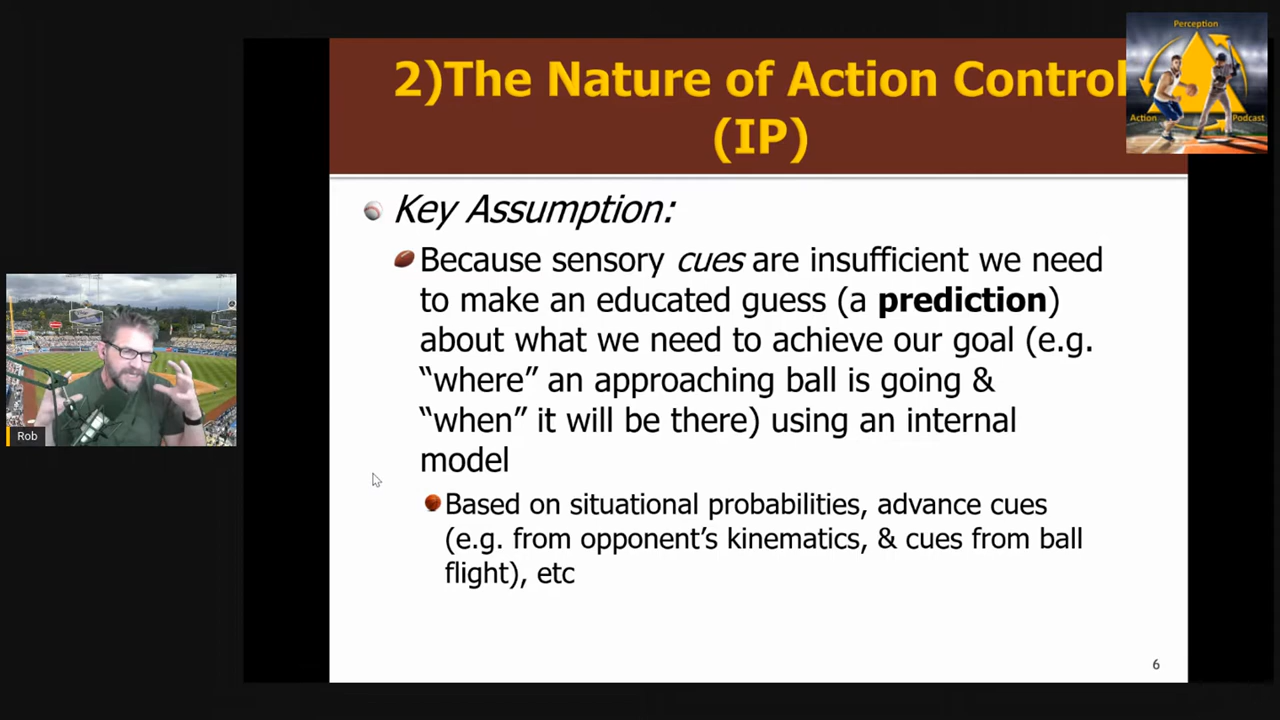 2)The Nature of Action Control
(IP)
Perception
Action
Podcast
Key Assumption:
Because sensory cues are insufficient we need
to make an educated guess (a prediction)
about what we need to achieve our goal (e.g.
“where” an approaching ball is going &
“when” it will be there) using an internal
model
Based on situational probabilities, advance cues
(e.g. from opponent’s kinematics, & cues from ball
flight), etc
Rob
6